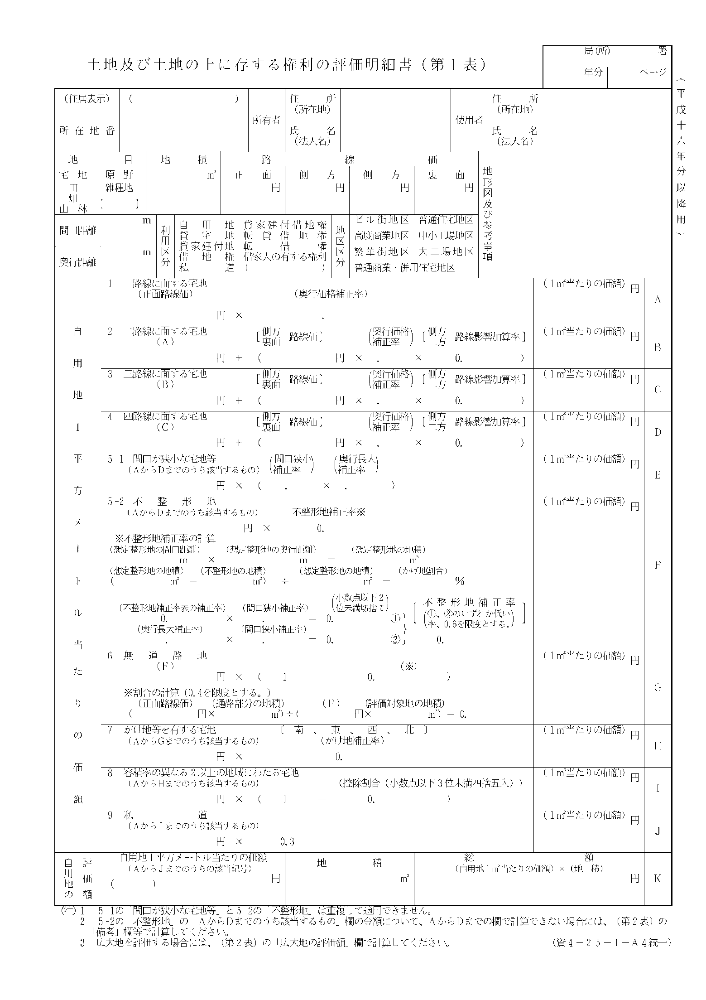 局(所) 署
年分 ページ
土地及び土地の上に存する権利の評価明細書（第１表）
（平成十六年分以降用）
（住居表示） （ ）
所在地番
所有者
住 所
（所在地）
氏 名
（法人名）
使用者
住 所
（所在地）
氏 名
（法人名）
地 目 地 積 路 線 価
宅 地 原 野 ㎡ 正 面 側 方 側 方 裏 面
田 雑種地 円 円 円 円
畑
山 林 〔 〕
地形図及び参考事項
間口距離 m
奥行距離 m
利用区分
自用地 貸家建付借地権
貸宅地 転貸借地権
貸家建付地 転借権
借地権 借家人の有する権利
私道 （ ）
地区区分
ビル街地区 普通住宅地区
高度商業地区 中小工場地区
繁華街地区 大工場地区
普通商業・併用住宅地区
自用地１平方メートル当たりの価額
1 一路線に面する宅地 （１㎡当たりの価額） 円 A
（正面路線価） （奥行価格補正率）
円 × .
2 二路線に面する宅地 （１㎡当たりの価額） 円 B
（A） ［側方 裏面 路線価］ （奥行価格 補正率） ［側方 二方 路線影響加算率］
円 ＋ （ 円 × . × 0. ）
3 三路線に面する宅地 （１㎡当たりの価額） 円 C
（B） ［側方 裏面 路線価］ （奥行価格 補正率） ［側方 二方 路線影響加算率］
円 ＋ （ 円 × . × 0. ）
4 四路線に面する宅地 （１㎡当たりの価額） 円 D
（C） ［側方 裏面 路線価］ （奥行価格 補正率） ［側方 二方 路線影響加算率］
円 ＋ （ 円 × . × 0. ）
5-1 間口が狭小な宅地等 （１㎡当たりの価額） 円 E
（AからDまでのうち該当するもの） （間口狭小 補正率） （奥行長大 補正率）
円 × （ . × . ）
5-2 不整形地 （１㎡当たりの価額） 円 F
（AからDまでのうち該当するもの） 不整形地補正率※
円 × 0.
※不整形地補正率の計算
（想定整形地の間口距離） （想定整形地の奥行距離） （想定整形地の地積）
m × m ＝ ㎡
（想定整形地の地積） （不整形地の地積） （想定整形地の地積） （かげ地割合）
（ ㎡ － ㎡） ÷ ㎡ ＝ %
（不整形地補正率表の補正率） （間口狭小補正率） （小数点以下２ 位未満切捨て） ［不整形地補正率
0. × . ＝ 0. ① （①、②のいずれか低い
（奥行長大補正率） （間口狭小補正率） 率、0.6を限度とする。）］
. × . ＝ 0. ② 0.
6 無道路地 （１㎡当たりの価額） 円 G
（F） （※）
円 × （ 1 0. ）
※割合の計算（0.4を限度とする。）
（正面路線価） （通路部分の地積） （F） （評価対象地の地積）
（ 円× ㎡）÷（ 円× ㎡）＝ 0.
7 がけ地等を有する宅地 〔 南 、 東 、 西 、 北 〕 （１㎡当たりの価額） 円 H
（AからGまでのうち該当するもの） （がけ地補正率）
円 × 0.
8 容積率の異なる２以上の地域にわたる宅地 （１㎡当たりの価額） 円 I
（AからHまでのうち該当するもの） （控除割合（小数点以下３位未満四捨五入））
円 × （ 1 － 0. ）
9 私 道 （１㎡当たりの価額） 円 J
（AからIまでのうち該当するもの）
円 × 0.3
自用地の評価額
自用地１平方メートル当たりの価額
（AからJまでのうちの該当記号）
（ ） 円
地 積
㎡
総 額
（自用地１㎡当たりの価額）×（地 積）
円 K
（注）1 5-1の「間口が狭小な宅地等」と5-2の「不整形地」は重複して適用できません。
2 5-2の「不整形地」の「AからDまでのうち該当するもの」欄の金額について、AからDまでの欄で計算できない場合には、（第２表）の
「備考」欄等で計算してください。
3 広大地を評価する場合には、（第２表）の「広大地の評価額」欄で計算してください。 （資４－２５－１－Ａ４統一）